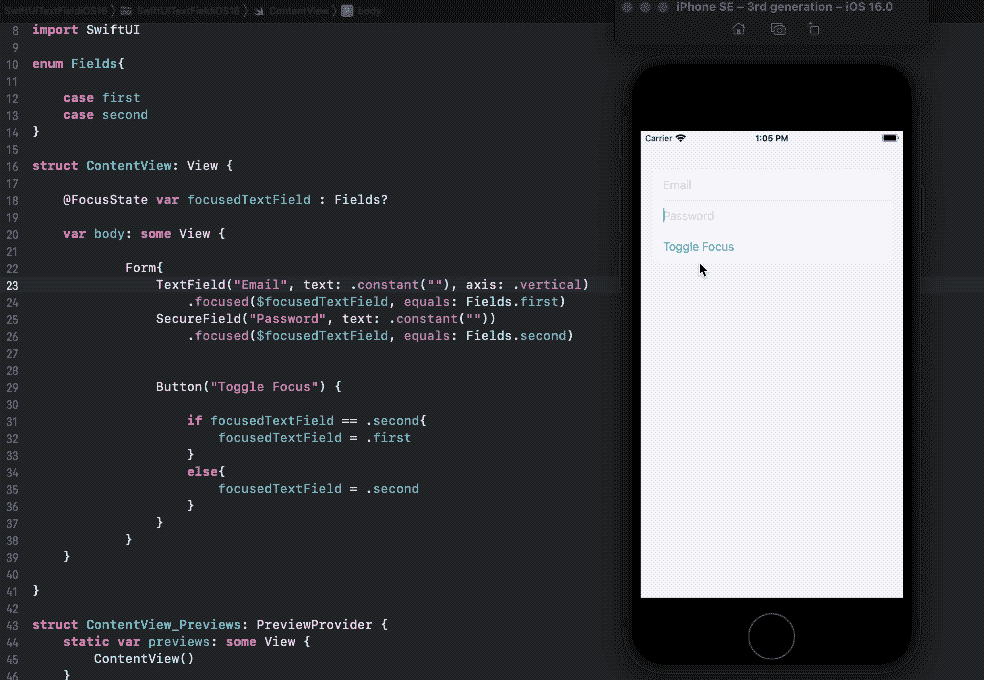 SwiftUITextFieldiOS16 〉 SwiftUITextFieldiOS16 〉 ContentView 〉 body
iPhone SE – 3rd generation – iOS 16.0
8 import SwiftUI
9
10 enum Fields{
11
12 case first
13 case second
14 }
15
16 struct ContentView: View {
17
18 @FocusState var focusedTextField : Fields?
19
20 var body: some View {
21
22 Form{
23 TextField("Email", text: .constant(""), axis: .vertical)
24 .focused($focusedTextField, equals: Fields.first)
25 SecureField("Password", text: .constant(""))
26 .focused($focusedTextField, equals: Fields.second)
27
28
29 Button("Toggle Focus") {
30
31 if focusedTextField == .second{
32 focusedTextField = .first
33 }
34 else{
35 focusedTextField = .second
36 }
37 }
38 }
39 }
40
41 }
42
43 struct ContentView_Previews: PreviewProvider {
44 static var previews: some View {
45 ContentView()
46 }
Carrier 1:05 PM
Email
Password
Toggle Focus